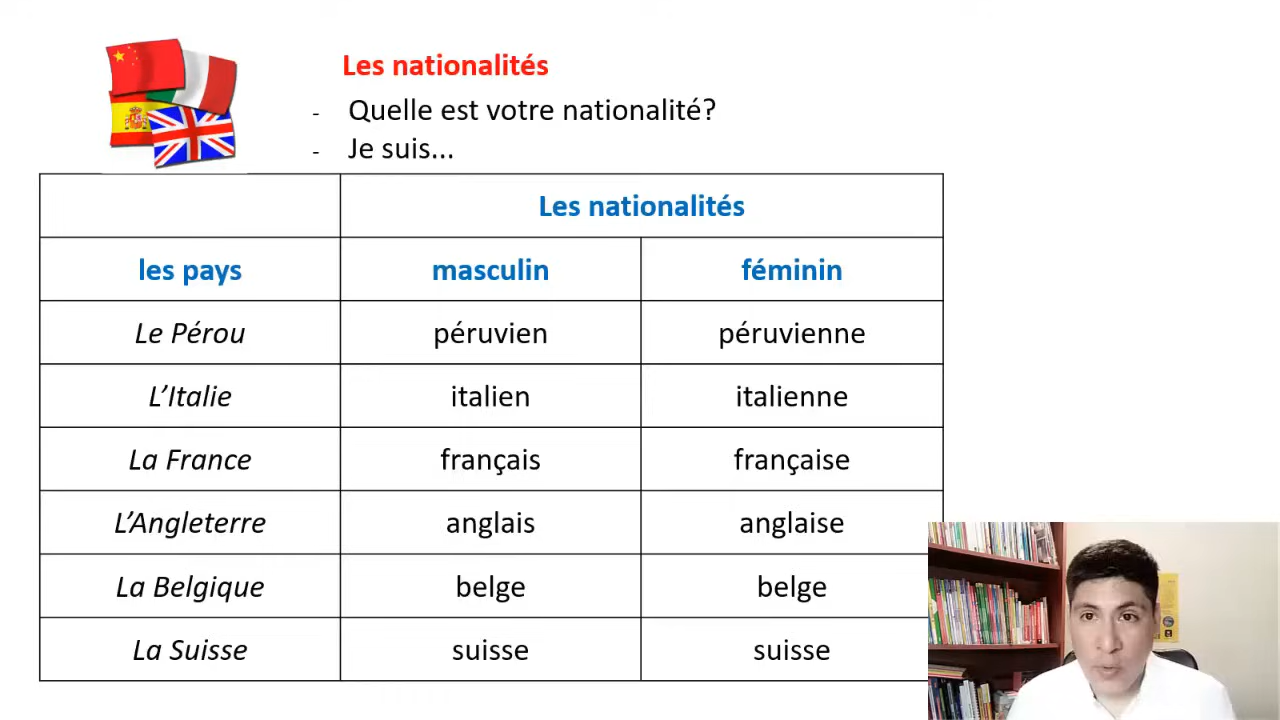 Les nationalités
- Quelle est votre nationalité?
- Je suis...
Les nationalités
les pays masculin féminin
Le Pérou péruvien péruvienne
L’Italie italien italienne
La France français française
L’Angleterre anglais anglaise
La Belgique belge belge
La Suisse suisse suisse